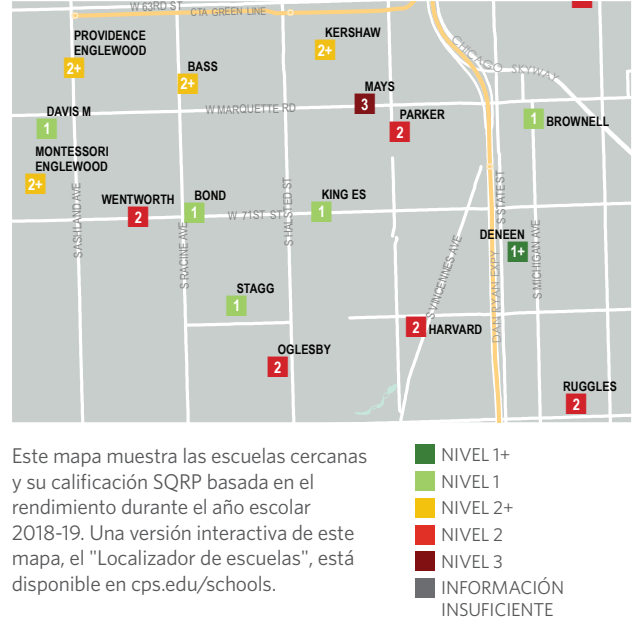 W 63RD ST
CTA GREEN LINE
PROVIDENCE
ENGLEWOOD
2+
BASS
2+
KERSHAW
2+
CHICAGO SKYWAY
MAYS
3
W MARQUETTE RD
PARKER
2
DAVIS M
1
1
BROWNELL
MONTESSORI
ENGLEWOOD
2+
WENTWORTH
2
BOND
1
KING ES
1
W 71ST ST
S ASHLAND AVE
S RACINE AVE
S HALSTED ST
S VINCENNES AVE
DAN RYAN EXPY
S STATE ST
S MICHIGAN AVE
DENEEN
1+
STAGG
1
2
HARVARD
OGLESBY
2
RUGGLES
2
Este mapa muestra las escuelas cercanas
y su calificación SQRP basada en el
rendimiento durante el año escolar
2018-19. Una versión interactiva de este
mapa, el "Localizador de escuelas", está
disponible en cps.edu/schools.
NIVEL 1+
NIVEL 1
NIVEL 2+
NIVEL 2
NIVEL 3
INFORMACIÓN
INSUFICIENTE